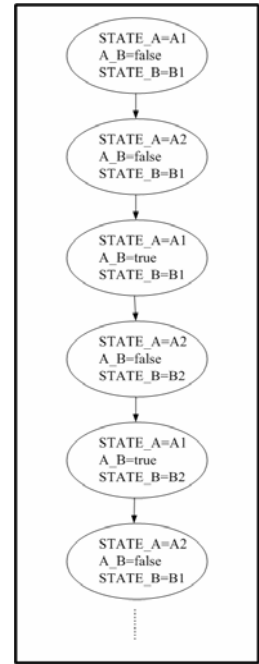 STATE_A=A1
A_B=false
STATE_B=B1
STATE_A=A2
A_B=false
STATE_B=B1
STATE_A=A1
A_B=true
STATE_B=B1
STATE_A=A2
A_B=false
STATE_B=B2
STATE_A=A1
A_B=true
STATE_B=B2
STATE_A=A2
A_B=false
STATE_B=B1